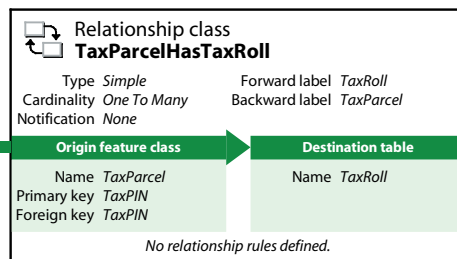 Relationship class
TaxParcelHasTaxRoll
Type Simple Forward label TaxRoll
Cardinality One To Many Backward label TaxParcel
Notification None
Origin feature class Destination table
Name TaxParcel Name TaxRoll
Primary key TaxPIN
Foreign key TaxPIN
No relationship rules defined.